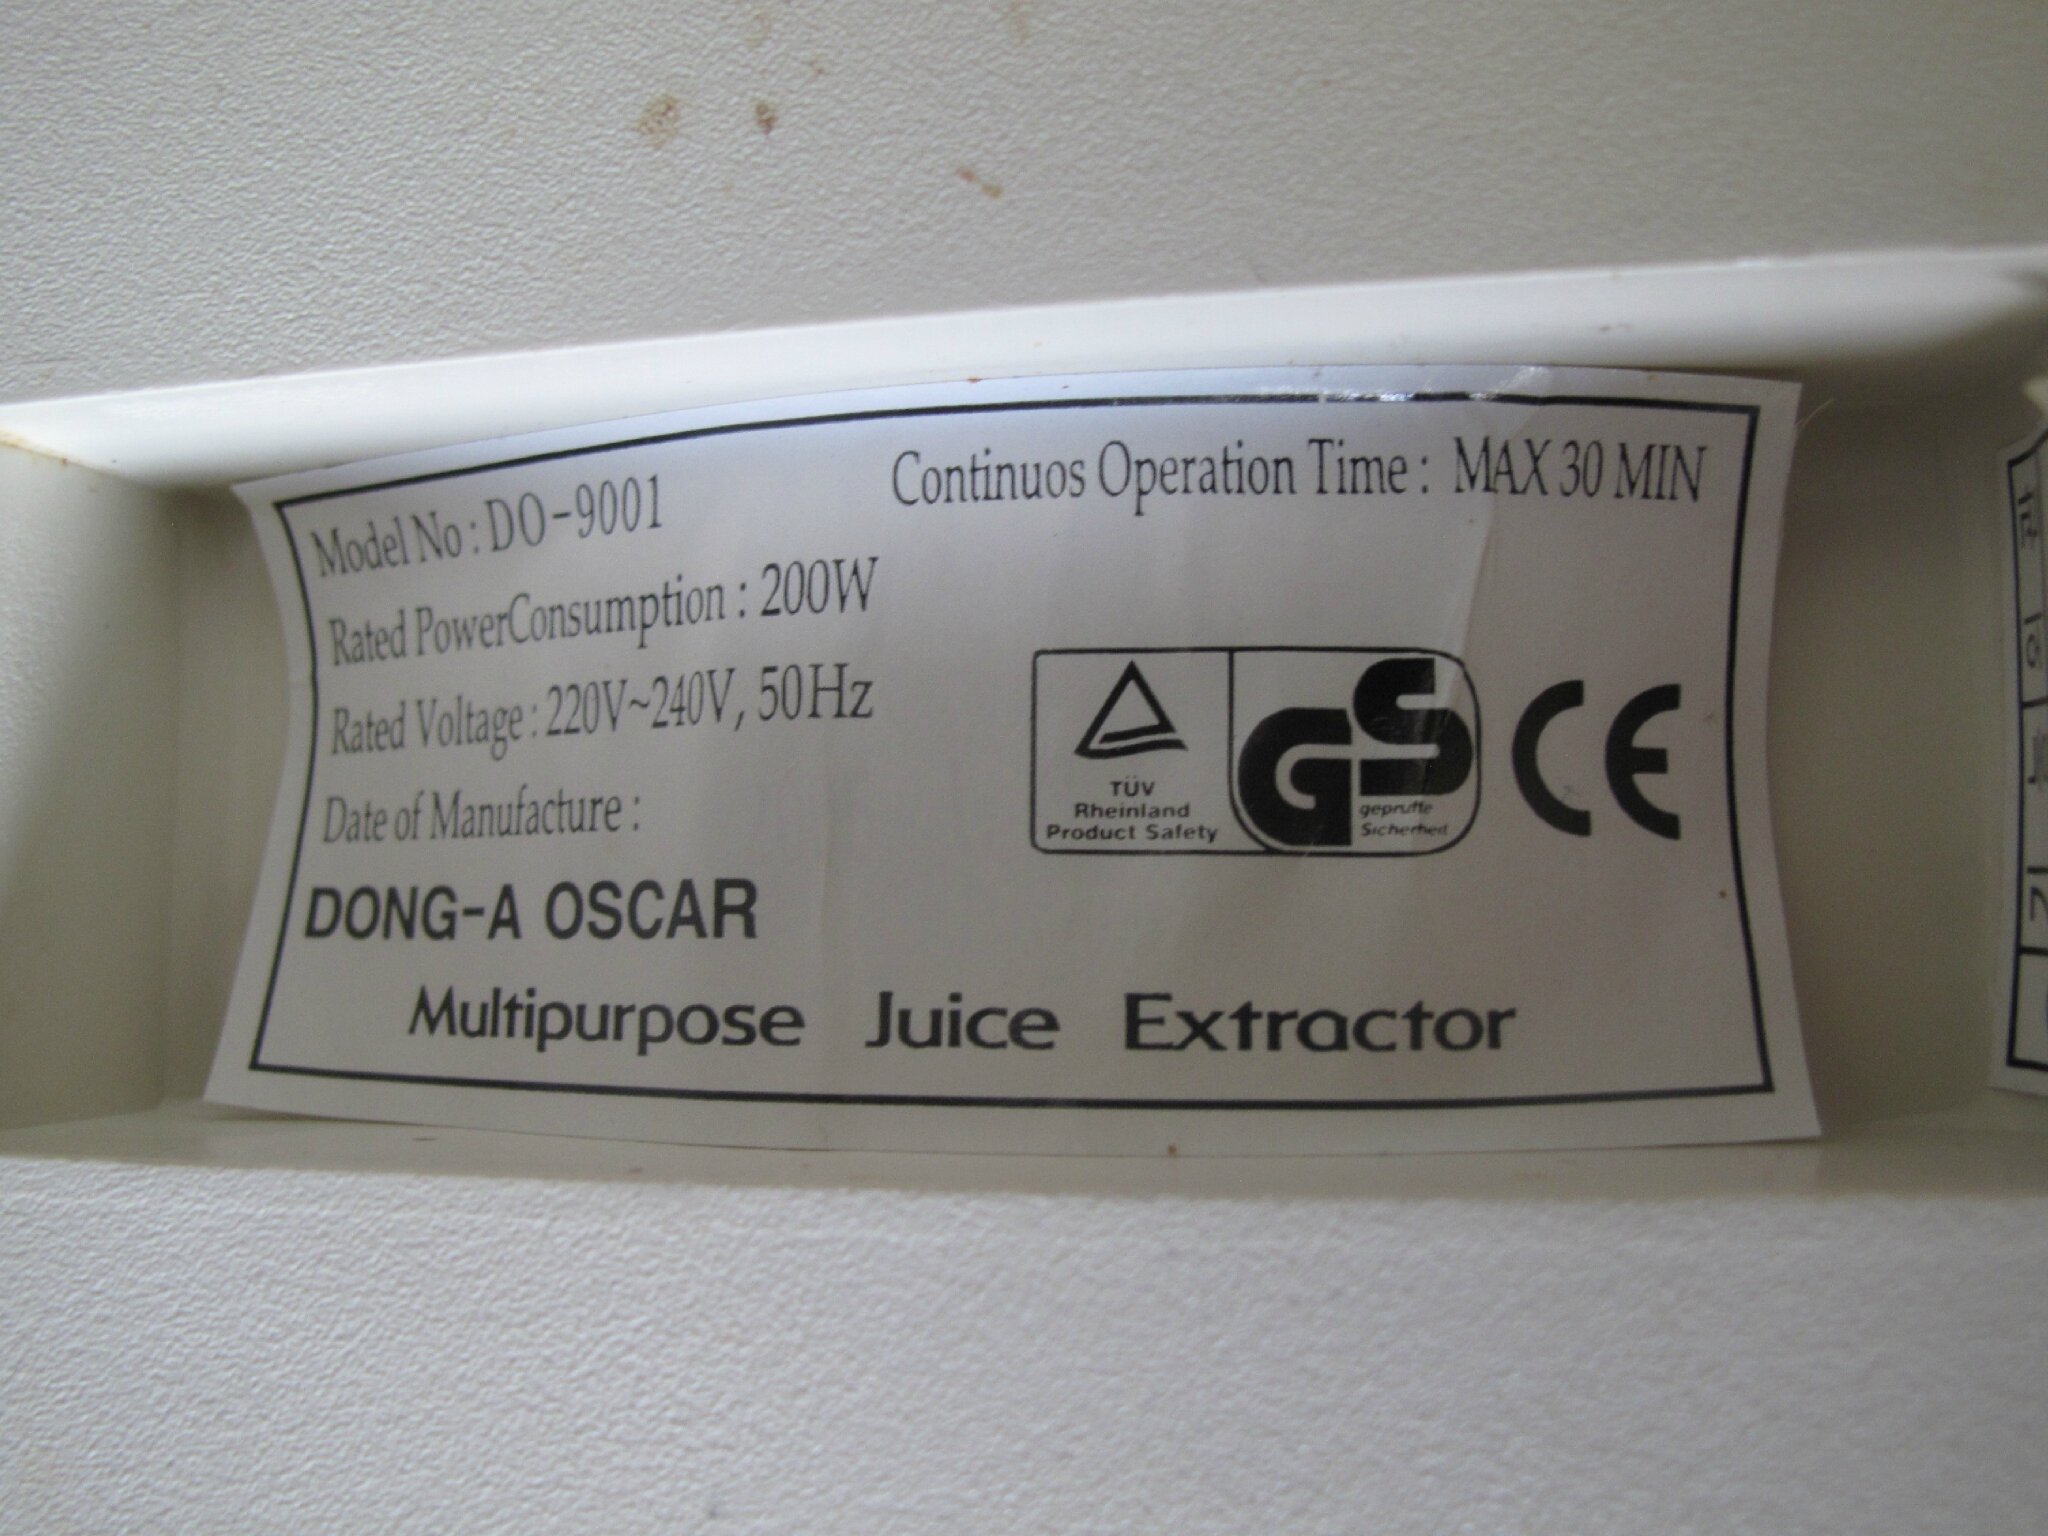 Model No : DO-9001
Continuos Operation Time : MAX 30 MIN
Rated PowerConsumption : 200W
Rated Voltage : 220V~240V, 50Hz
Date of Manufacture :
TÜV
Rheinland
Product Safety
GS
geprüfte
Sicherheit
CE
DONG-A OSCAR
Multipurpose Juice Extractor